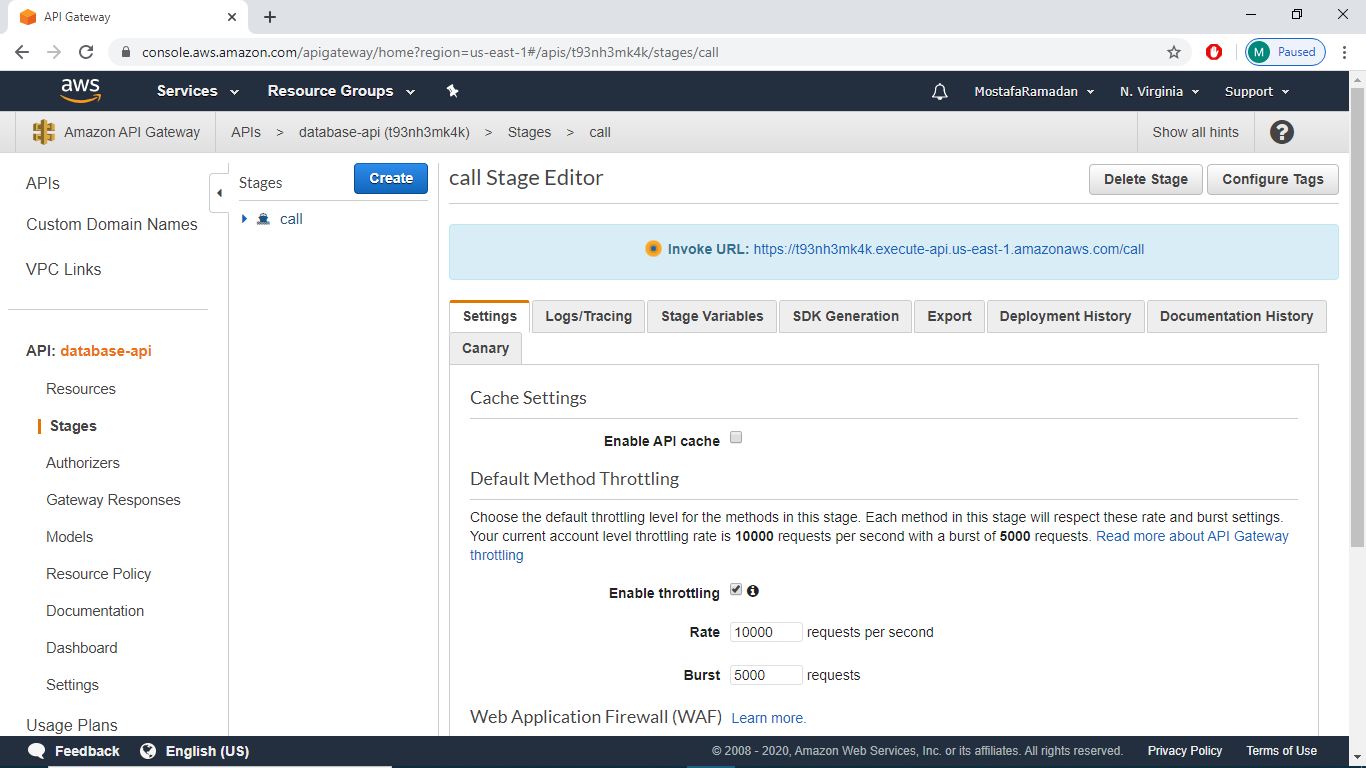 API Gateway
console.aws.amazon.com/apigateway/home?region=us-east-1#/apis/t93nh3mk4k/stages/call
M Paused
aws Services Resource Groups MostafaRamadan N. Virginia Support
Amazon API Gateway APIs > database-api (t93nh3mk4k) > Stages > call Show all hints ?
APIs
Custom Domain Names
VPC Links
API: database-api
Resources
Stages
Authorizers
Gateway Responses
Models
Resource Policy
Documentation
Dashboard
Settings
Usage Plans
Stages Create
call
call Stage Editor Delete Stage Configure Tags
Invoke URL: https://t93nh3mk4k.execute-api.us-east-1.amazonaws.com/call
Settings Logs/Tracing Stage Variables SDK Generation Export Deployment History Documentation History
Canary
Cache Settings
Enable API cache
Default Method Throttling
Choose the default throttling level for the methods in this stage. Each method in this stage will respect these rate and burst settings.
Your current account level throttling rate is 10000 requests per second with a burst of 5000 requests. Read more about API Gateway
throttling
Enable throttling
Rate 10000 requests per second
Burst 5000 requests
Web Application Firewall (WAF) Learn more.
Feedback English (US) © 2008 - 2020, Amazon Web Services, Inc. or its affiliates. All rights reserved. Privacy Policy Terms of Use